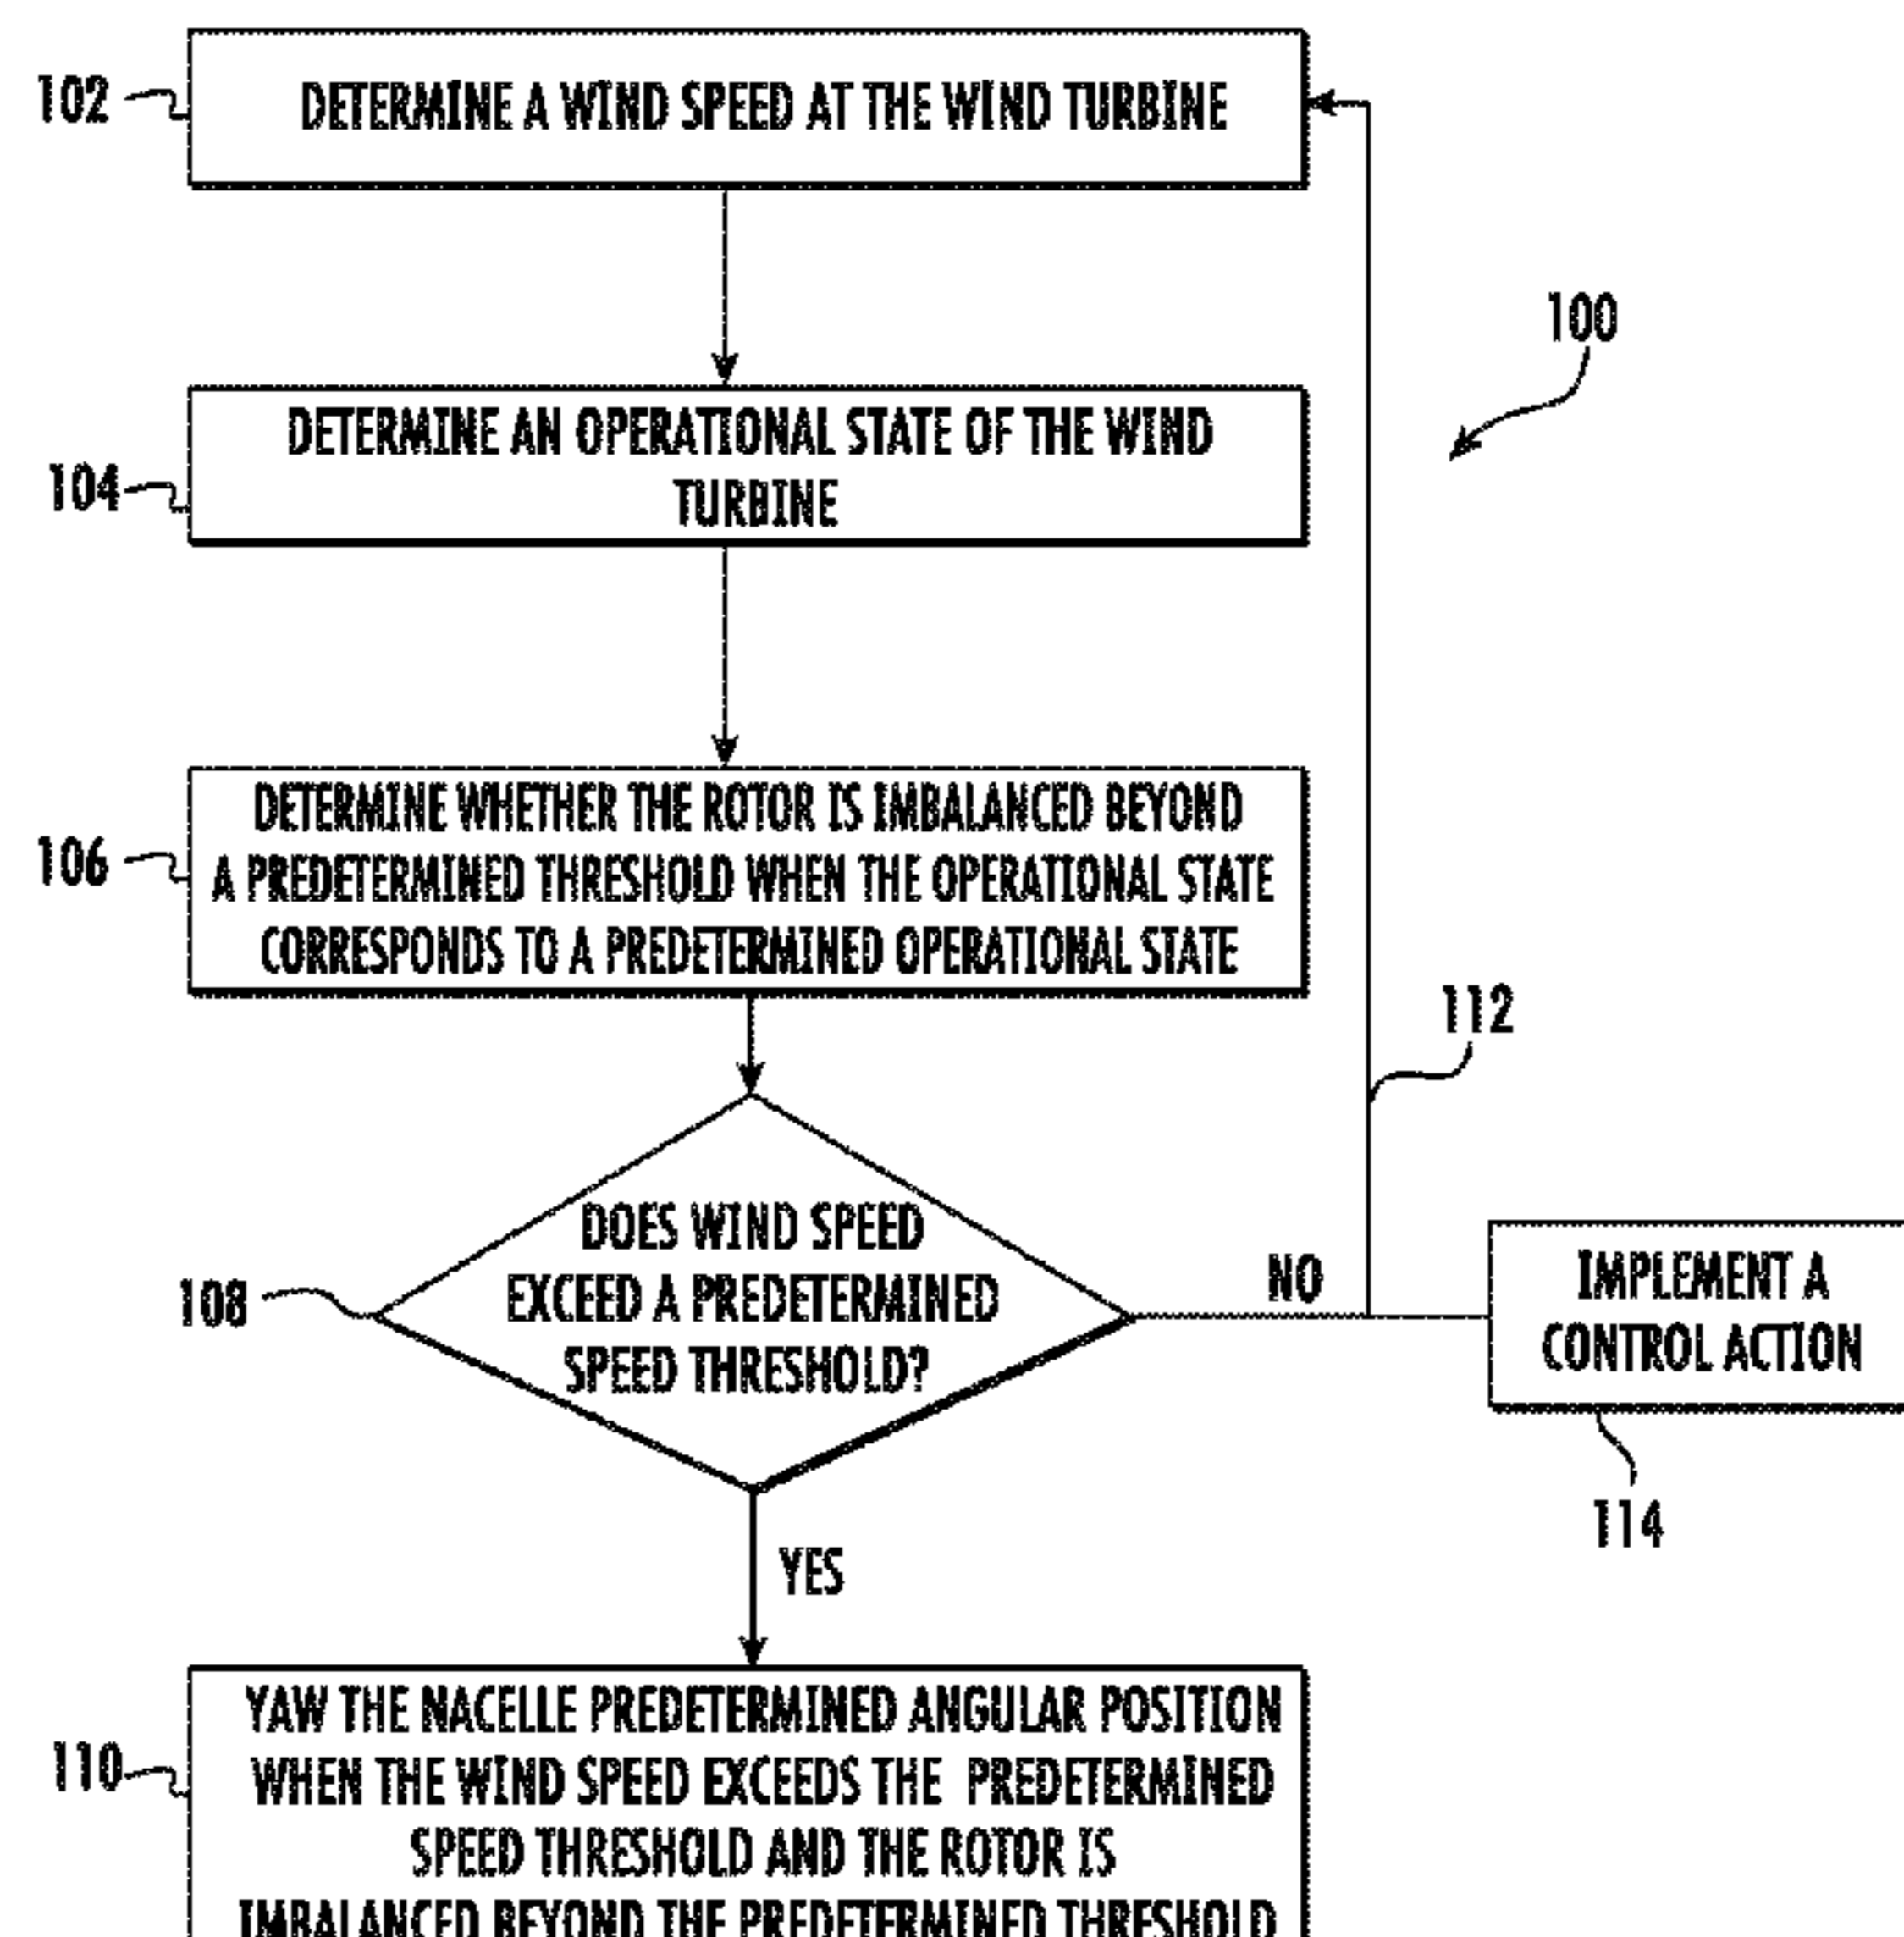 102
DETERMINE A WIND SPEED AT THE WIND TURBINE
100
DETERMINE AN OPERATIONAL STATE OF THE WIND
TURBINE
104
DETERMINE WHETHER THE ROTOR IS IMBALANCED BEYOND
A PREDETERMINED THRESHOLD WHEN THE OPERATIONAL STATE
CORRESPONDS TO A PREDETERMINED OPERATIONAL STATE
106
112
DOES WIND SPEED
EXCEED A PREDETERMINED
SPEED THRESHOLD?
108
NO
IMPLEMENT A
CONTROL ACTION
114
YES
YAW THE NACELLE PREDETERMINED ANGULAR POSITION
WHEN THE WIND SPEED EXCEEDS THE PREDETERMINED
SPEED THRESHOLD AND THE ROTOR IS
IMBALANCED BEYOND THE PREDETERMINED THRESHOLD
110